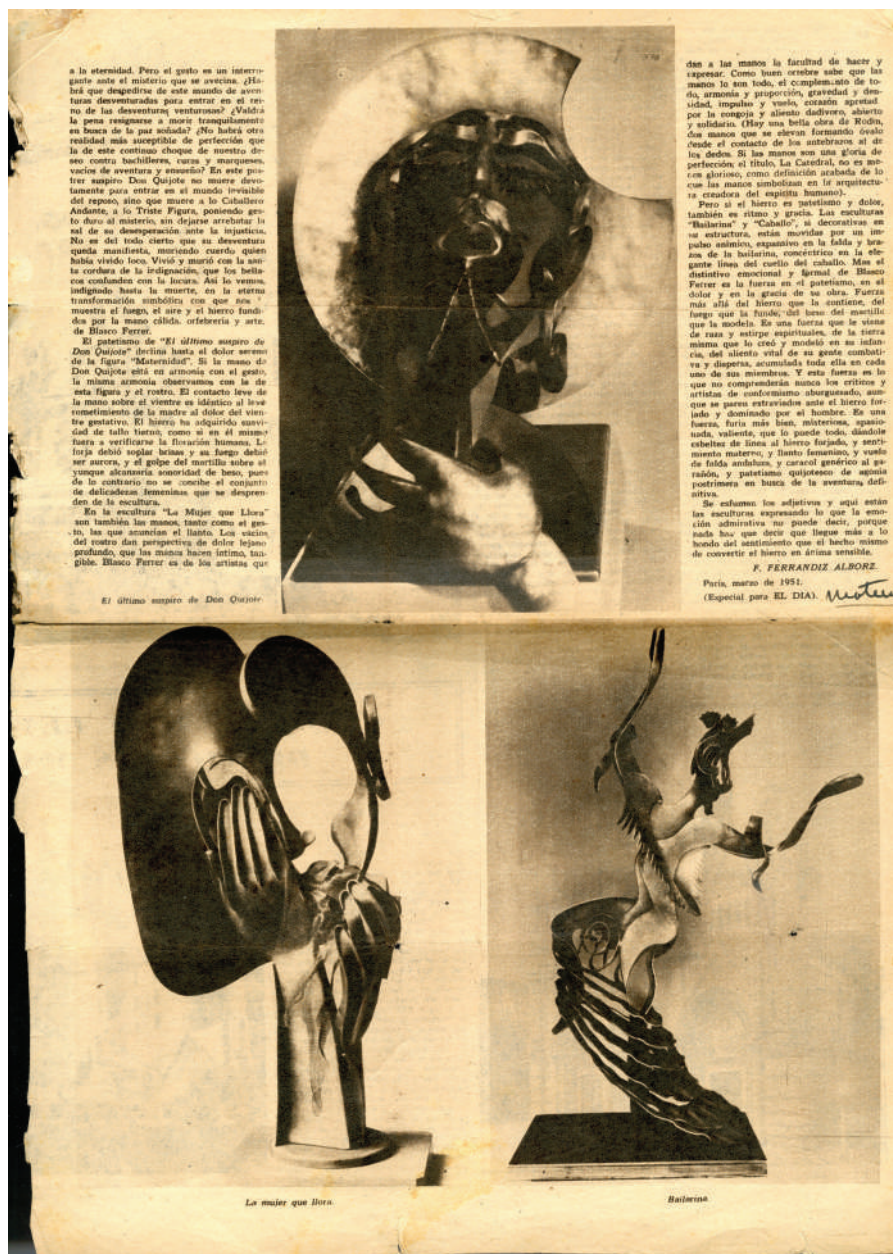 a la eternidad. Pero el gesto es un interro-
gante ante el misterio que se avecina. ¿Ha-
brá que despedirse de este mundo de aven-
turas desventuradas para entrar en el rei-
no de las desventuras venturosas? ¿Valdrá
la pena resignarse a morir tranquilamente
en busca de la paz soñada? ¿No habrá otra
realidad más suceptible de perfección que
la de este continuo choque de nuestro de-
seo contra bachilleres, curas y marqueses,
vacíos de aventura y ensueño? En este pos-
trer suspiro Don Quijote no muere devo-
tamente para entrar en el mundo invisible
del reposo, sino que muere a lo Caballero
Andante, a lo Triste Figura, poniendo ges-
to duro al misterio, sin dejarse arrebatar la
sal de su desesperación ante la injusticia.
No es del todo cierto que su desventura
queda manifiesta, muriendo cuerdo quien
había vivido loco. Vivió y murió con la san-
ta cordura de la indignación, que los bella-
cos confunden con la locura. Así lo vemos,
indignado hasta la muerte, en la eterna
transformación simbólica con que nos
muestra el fuego, el aire y el hierro fundi-
dos por la mano cálida, orfebrería y arte,
de Blasco Ferrer.
El patetismo de "El último suspiro de
Don Quijote" declina hasta el dolor sereno
de la figura "Maternidad". Si la mano de
Don Quijote está en armonía con el gesto,
la misma armonía observamos con la de
esta figura y el rostro. El contacto leve de
la mano sobre el vientre es idéntico al leve
sometimiento de la madre al dolor del vien-
tre gestativo. El hierro ha adquirido suavi-
dad de tallo tierno, como si en él mismo
fuera a verificarse la floración humana. La
forja debió soplar brisas y su fuego debió
ser aurora, y el golpe del martillo sobre el
yunque alcanzaría sonoridad de beso, pues
de lo contrario no se concibe el conjunto
de delicadezas femeninas que se despren-
den de la escultura.
En la escultura "La Mujer que Llora"
son también las manos, tanto como el ges-
to, las que acuncian el llanto. Los vacíos
del rostro dan perspectiva de dolor lejano
profundo, que las manos hacen íntimo, tan-
gible. Blasco Ferrer es de los artistas que
El último suspiro de Don Quijote.
dan a las manos la facultad de hacer y
expresar. Como buen orfebre sabe que las
manos lo son todo, el complemento de to-
do, armonía y proporción, gravedad y den-
sidad, impulso y vuelo, corazón apretad
por la congoja y aliento dadivoro, abierto
y solidario. (Hay una bella obra de Rodin,
dos manos que se elevan formando óvalo
desde el contacto de los antebrazos al de
los dedos. Si las manos son una gloria de
perfección; el título, La Catedral, no es me-
nos glorioso, como definición acabada de lo
que las manos simbolizan en la arquitectu-
ra creadora del espíritu humano).
Pero si el hierro es patetismo y dolor,
también es ritmo y gracia. Las esculturas
"Bailarina" y "Caballo", si decorativas en
su estructura, están movidas por un im-
pulso anímico, expansivo en la falda y bra-
zos de la bailarina, concéntrico en la ele-
gante línea del cuello del caballo. Mas el
distintivo emocional y formal de Blasco
Ferrer es la fuerza en el patetismo, en el
dolor y en la gracia de su obra. Fuerza
más allá del hierro que la contiene, del
fuego que la funde, del beso del martillo
que la modela. Es una fuerza que le viene
de raza y estirpe espirituales, de la tierra
misma que lo creó y modeló en su infan-
cia, del aliento vital de su gente combati-
va y dispersa, acumulada toda ella en cada
uno de sus miembros. Y esta fuerza es lo
que no comprenderán nunca los críticos y
artistas de conformismo aburguesado, aun-
que se paren extraviados ante el hierro for-
jado y dominado por el hombre. Es una
fuerza, furia más bien, misteriosa, apasio-
nada, valiente, que lo puede todo, dándole
esbeltez de línea al hierro forjado, y senti-
miento materno, y llanto femenino, y vuelo
de falda andaluza, y caracol genérico al ga-
rañón, y patetismo quijotesco de agonía
postrimera en busca de la aventura, defi-
nitiva.
Se esfuman los adjetivos y aquí están
las esculturas expresando lo que la emo-
ción admirativa no puede decir, porque
nada hay que decir que llegue más a lo
hondo del sentimiento que el hecho mismo
de convertir el hierro en ánima sensible.
F. FERRANDIZ ALBORZ.
París, marzo de 1951.
(Especial para EL DIA).
La mujer que llora.
Bailarina.